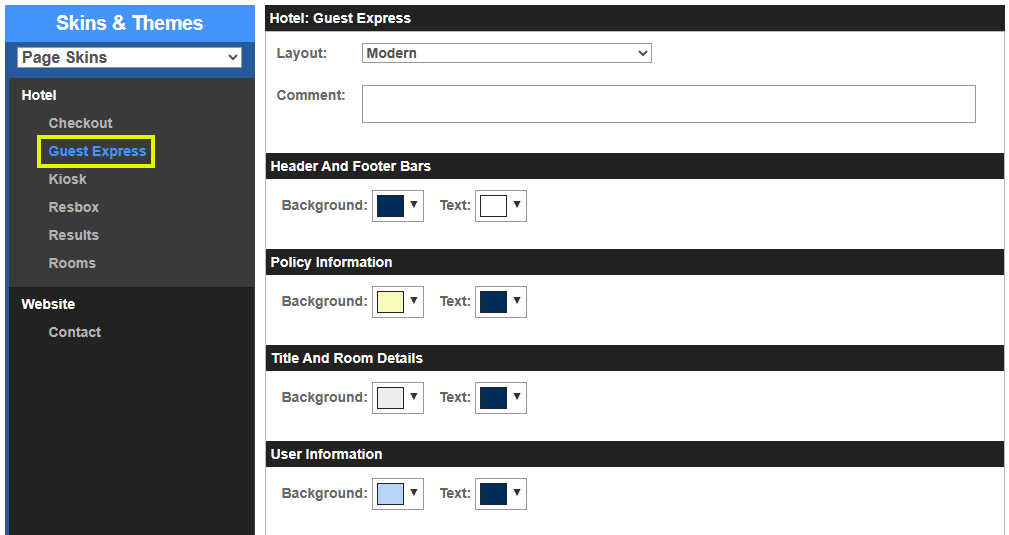 Skins & Themes
Page Skins
Hotel
Checkout
Guest Express
Kiosk
Resbox
Results
Rooms
Website
Contact
Hotel: Guest Express
Layout: Modern
Comment:
Header And Footer Bars
Background: Text:
Policy Information
Background: Text:
Title And Room Details
Background: Text:
User Information
Background: Text: